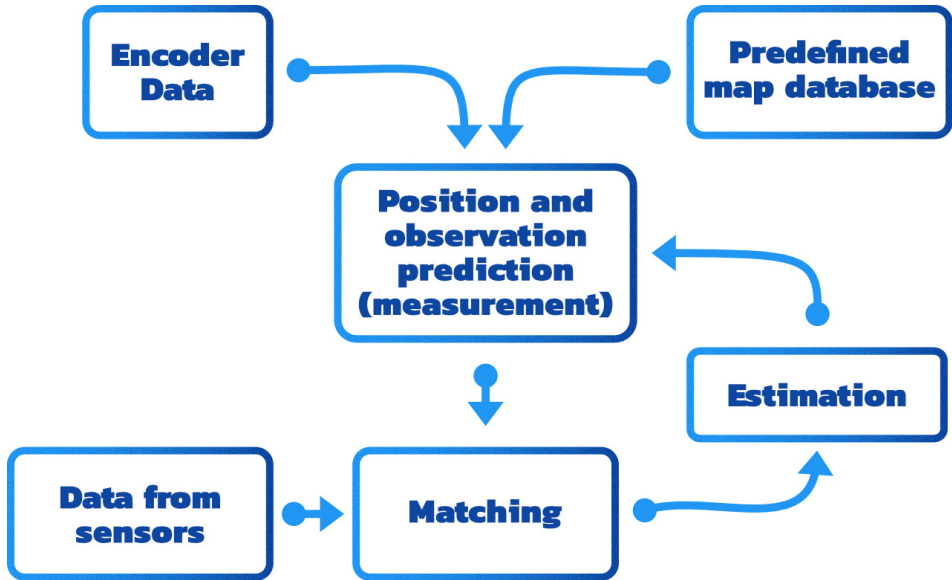 Encoder
Data
Predefined
map database
Position and
observation
prediction
(measurement)
Estimation
Data from
sensors
Matching